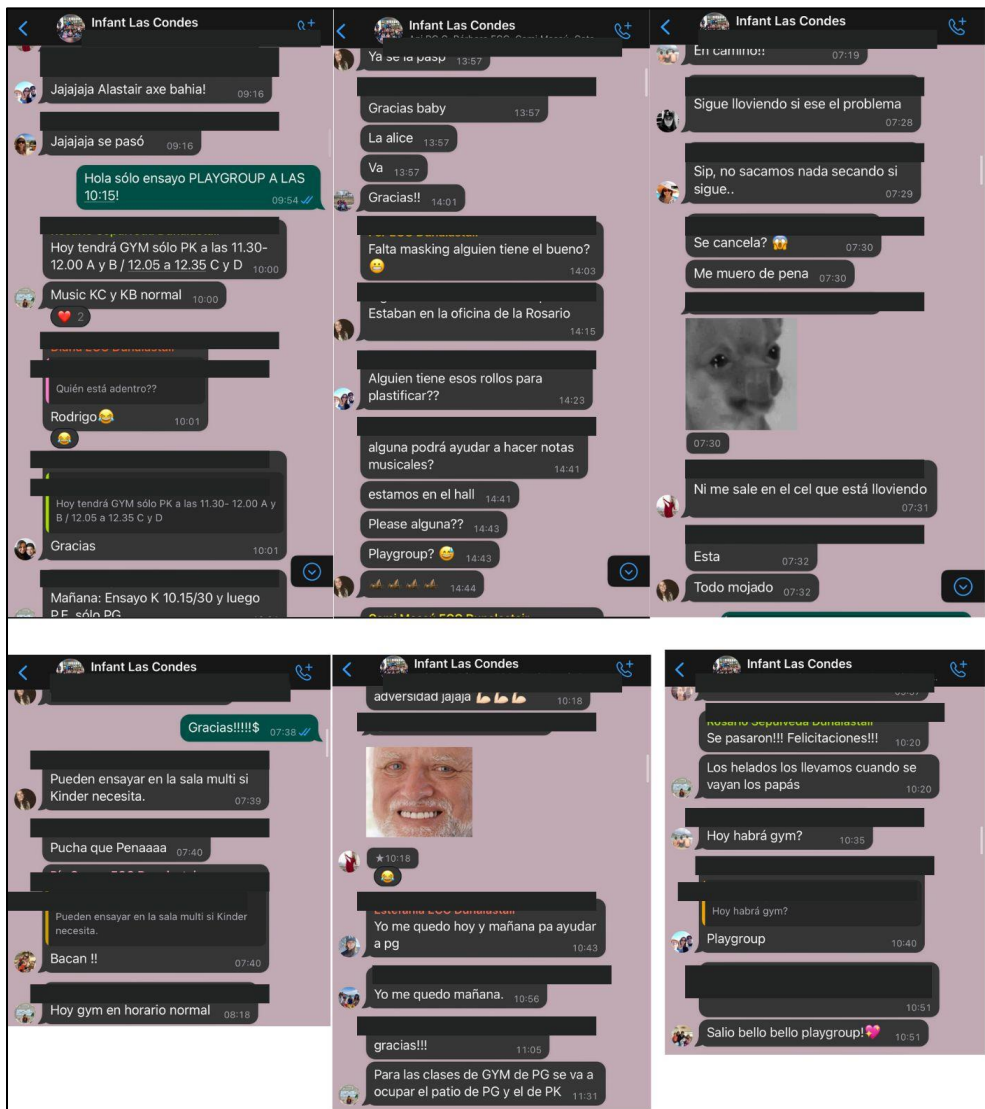 Infant Las Condes
Jajajaja Alastair axe bahia!
09:16
Jajajaja se pasó
09:16
Hola sólo ensayo PLAYGROUP A LAS
10:15!
09:54
Hoy tendrá GYM sólo PK a las 11.30-
12.00 A y B / 12.05 a 12.35 C y D
10:00
Music KC y KB normal
10:00
2
Quién está adentro??
Rodrigo😂
10:01
😂
Hoy tendrá GYM sólo PK a las 11.30- 12.00 A y
B / 12.05 a 12.35 C y D
Gracias
10:01
Mañana: Ensayo K 10.15/30 y luego
P.E. sólo PG
Infant Las Condes
Ya se la pasp
13:57
Gracias baby
13:57
La alice
13:57
Va
13:57
Gracias!!
14:01
Falta masking alguien tiene el bueno?
😬
14:03
Estaban en la oficina de la Rosario
14:15
Alguien tiene esos rollos para
plastificar??
14:23
alguna podrá ayudar a hacer notas
musicales?
14:41
estamos en el hall
14:41
Please alguna??
14:43
Playgroup? 😅
14:43
14:44
Infant Las Condes
En camino!!
07:19
Sigue lloviendo si ese el problema
07:28
Sip, no sacamos nada secando si
sigue..
07:29
Se cancela? 😱
07:30
Me muero de pena
07:30
07:30
Ni me sale en el cel que está lloviendo
07:31
Esta
07:32
Todo mojado
07:32
Infant Las Condes
Gracias!!!!!$
07:38
Pueden ensayar en la sala multi si
Kinder necesita.
07:39
Pucha que Penaaaa
07:40
Pueden ensayar en la sala multi si Kinder
necesita.
Bacan !!
07:40
Hoy gym en horario normal
08:18
Infant Las Condes
adversidad jajaja 💪🏻💪🏻💪🏻
10:18
★10:18
😂
Yo me quedo hoy y mañana pa ayudar
a pg
10:43
Yo me quedo mañana.
10:56
gracias!!!
11:05
Para las clases de GYM de PG se va a
ocupar el patio de PG y el de PK
11:31
Infant Las Condes
Rosario Sepúlveda Dunalastair
Se pasaron!!! Felicitaciones!!!
10:20
Los helados los llevamos cuando se
vayan los papás
10:20
Hoy habrá gym?
10:35
Hoy habrá gym?
Playgroup
10:40
10:51
Salio bello bello playgroup!💖
10:51